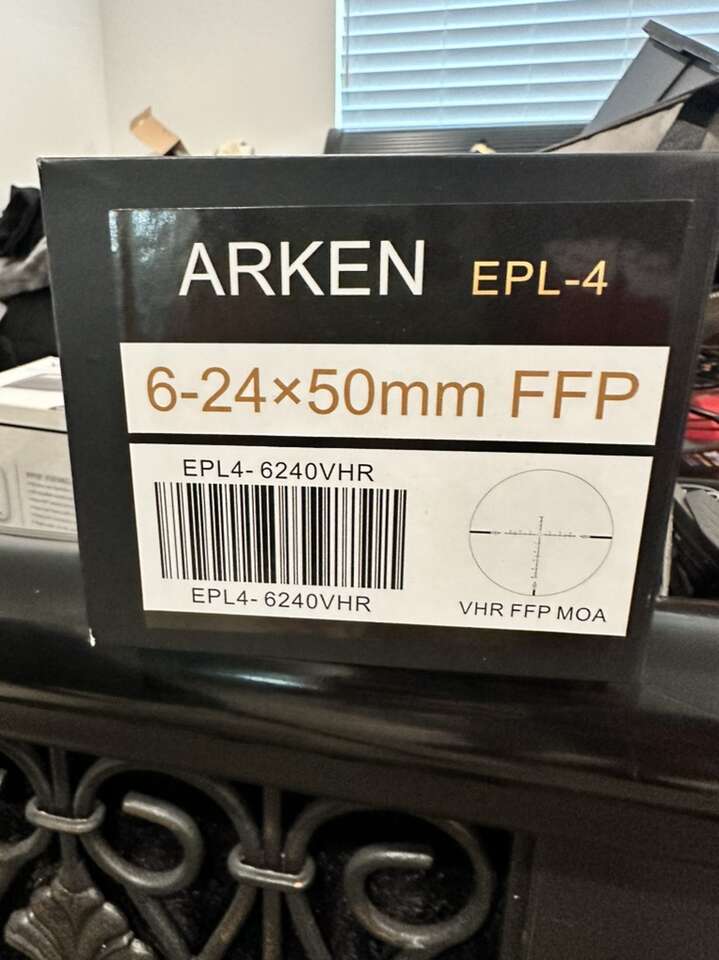 ARKEN EPL-4
6-24×50mm FFP
EPL4- 6240VHR
EPL4- 6240VHR
VHR FFP MOA